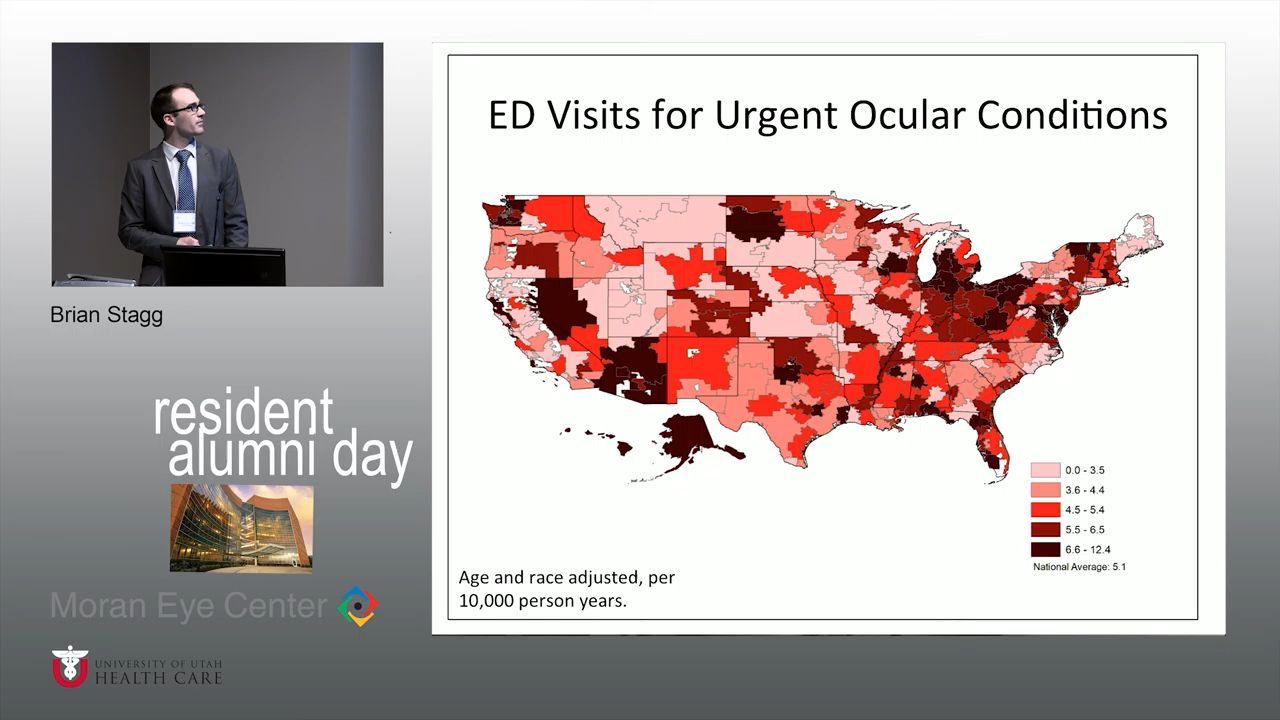 ED Visits for Urgent Ocular Conditions
Brian Stagg
resident
alumni day
0.0 - 3.5
3.6 - 4.4
4.5 - 5.4
5.5 - 6.5
6.6 - 12.4
National Average: 5.1
Age and race adjusted, per
10,000 person years.
Moran Eye Center
UNIVERSITY OF UTAH
HEALTH CARE